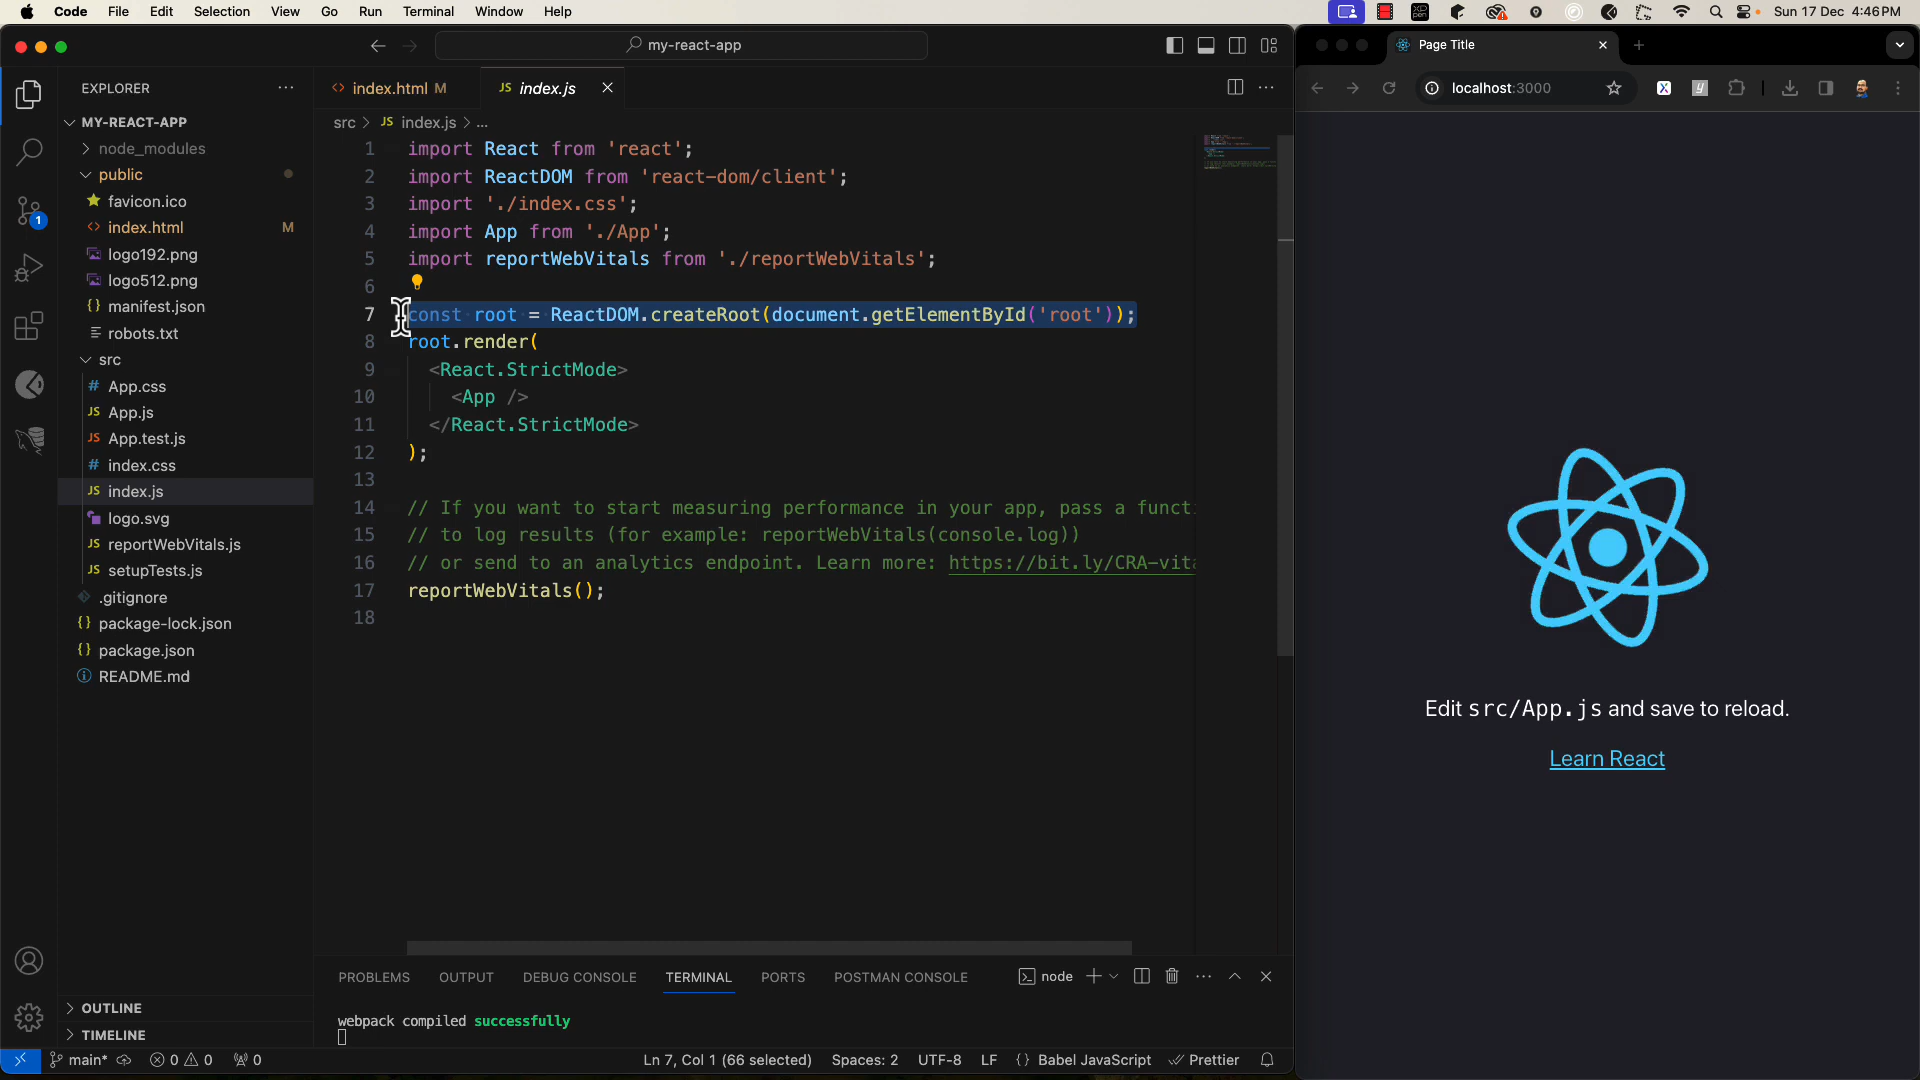 Code File Edit Selection View Go Run Terminal Window Help
Sun 17 Dec 4:46 PM
my-react-app
EXPLORER
MY-REACT-APP
node_modules
public
favicon.ico
index.html M
logo192.png
logo512.png
manifest.json
robots.txt
src
App.css
App.js
App.test.js
index.css
index.js
logo.svg
reportWebVitals.js
setupTests.js
.gitignore
package-lock.json
package.json
README.md
OUTLINE
TIMELINE
index.html M
JS index.js
src > JS index.js > ...
1 import React from 'react';
2 import ReactDOM from 'react-dom/client';
3 import './index.css';
4 import App from './App';
5 import reportWebVitals from './reportWebVitals';
6
7 const root = ReactDOM.createRoot(document.getElementById('root'));
8 root.render(
9 <React.StrictMode>
10 <App />
11 </React.StrictMode>
12 );
13
14 // If you want to start measuring performance in your app, pass a functi
15 // to log results (for example: reportWebVitals(console.log))
16 // or send to an analytics endpoint. Learn more: https://bit.ly/CRA-vita
17 reportWebVitals();
18
PROBLEMS OUTPUT DEBUG CONSOLE TERMINAL PORTS POSTMAN CONSOLE
node
webpack compiled successfully
main* 0 0 0
Ln 7, Col 1 (66 selected) Spaces: 2 UTF-8 LF {} Babel JavaScript Prettier
Page Title
localhost:3000
Edit src/App.js and save to reload.
Learn React